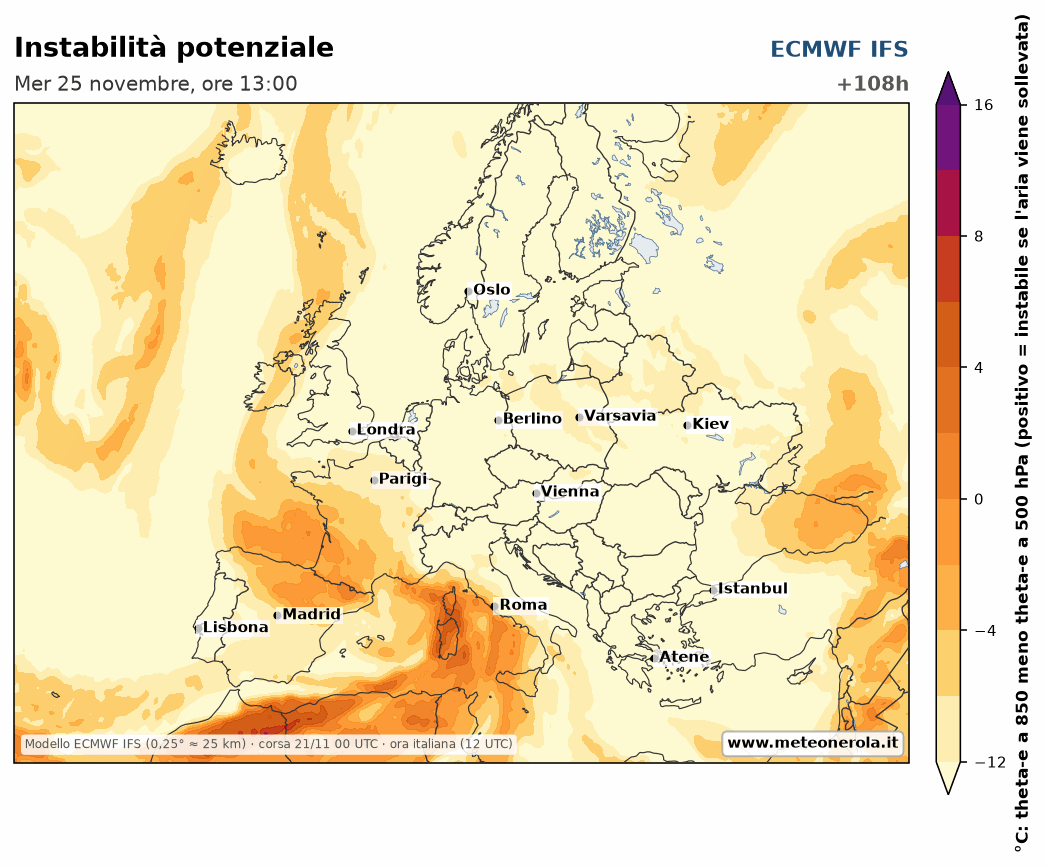 Instabilità potenziale
ECMWF IFS
Mer 25 novembre, ore 13:00
+108h
Oslo
Londra
Berlino
Varsavia
Kiev
Parigi
Vienna
Istanbul
Roma
Madrid
Lisbona
Atene
Modello ECMWF IFS (0,25° ≈ 25 km) · corsa 21/11 00 UTC · ora italiana (12 UTC)
www.meteonerola.it
16
8
4
0
−4
−12
°C: theta-e a 850 meno theta-e a 500 hPa (positivo = instabile se l'aria viene sollevata)